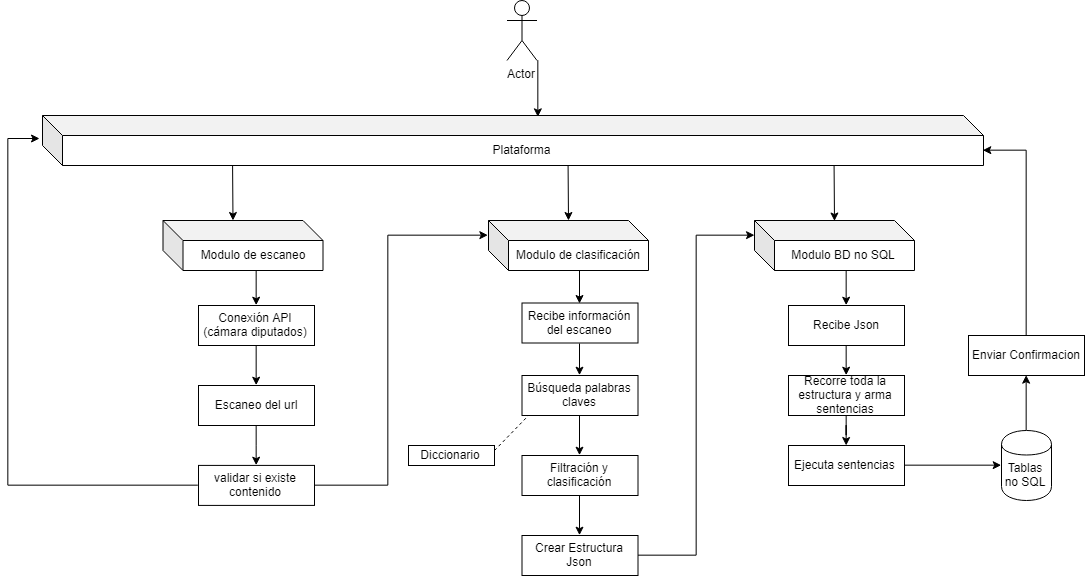 Actor
Plataforma
Modulo de escaneo
Conexión API
(cámara diputados)
Escaneo del url
validar si existe
contenido
Modulo de clasificación
Recibe información
del escaneo
Búsqueda palabras
claves
Diccionario
Filtración y
clasificación
Crear Estructura
Json
Modulo BD no SQL
Recibe Json
Recorre toda la
estructura y arma
sentencias
Ejecuta sentencias
Tablas
no SQL
Enviar Confirmacion